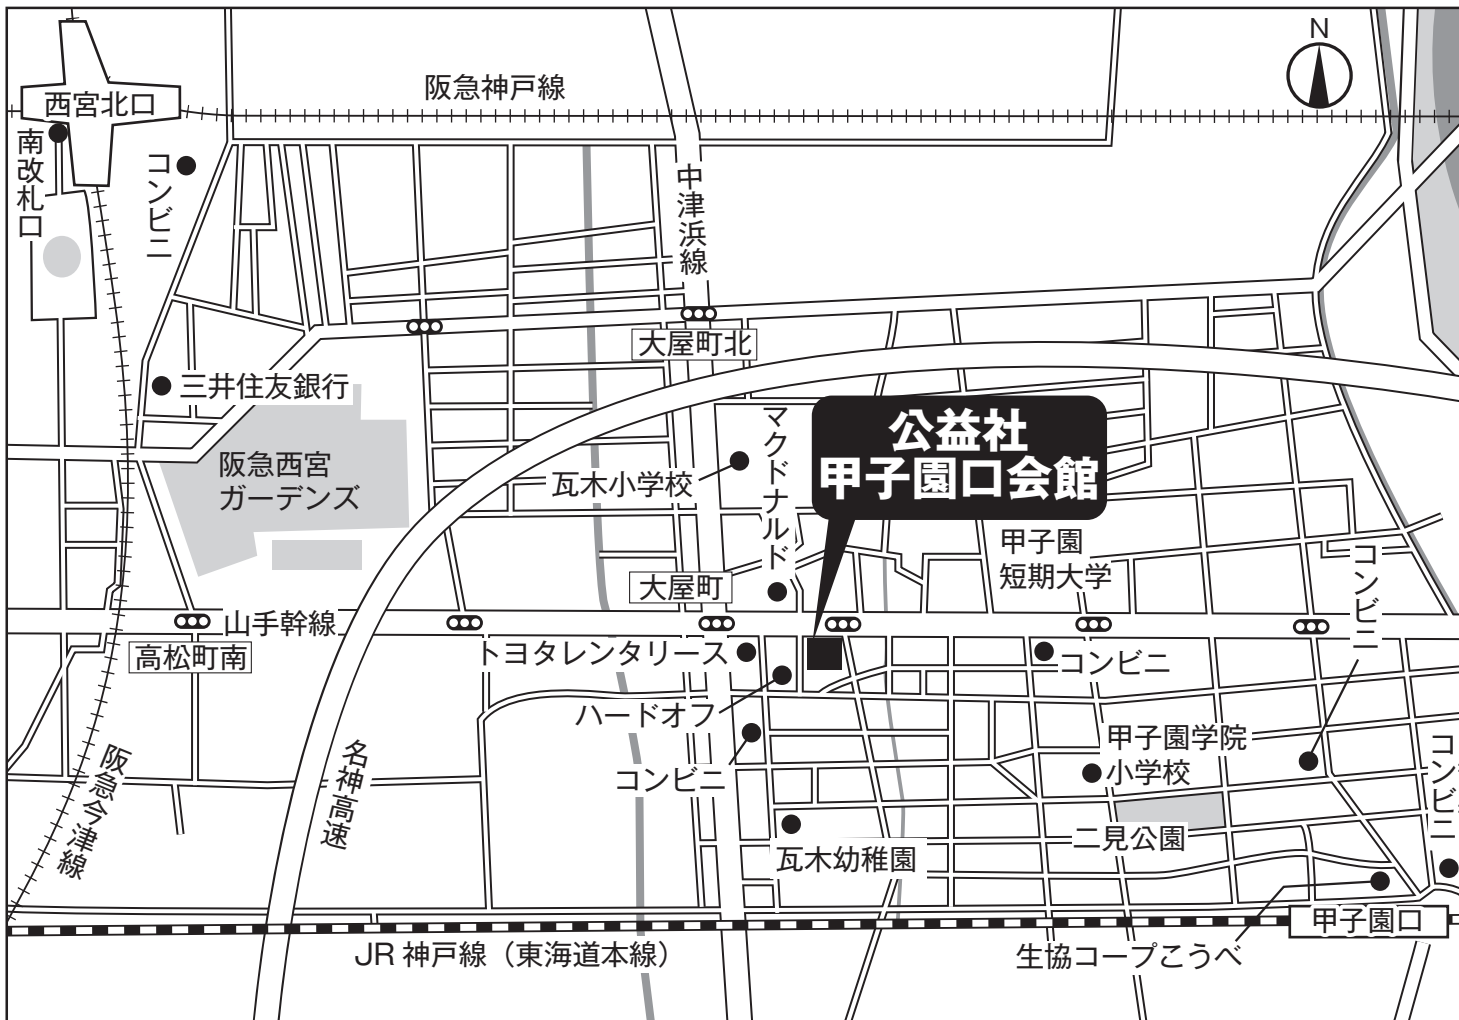 N
阪急神戸線
西宮北口
南改札口
コンビニ
中津浜線
大屋町北
三井住友銀行
阪急西宮
ガーデンズ
瓦木小学校
マクドナルド
公益社
甲子園口会館
甲子園
短期大学
コンビニ
大屋町
山手幹線
高松町南
トヨタレンタリース
コンビニ
ハードオフ
コンビニ
甲子園学院
小学校
コンビニ
名神高速
阪急今津線
二見公園
瓦木幼稚園
甲子園口
JR 神戸線（東海道本線）
生協コープこうべ